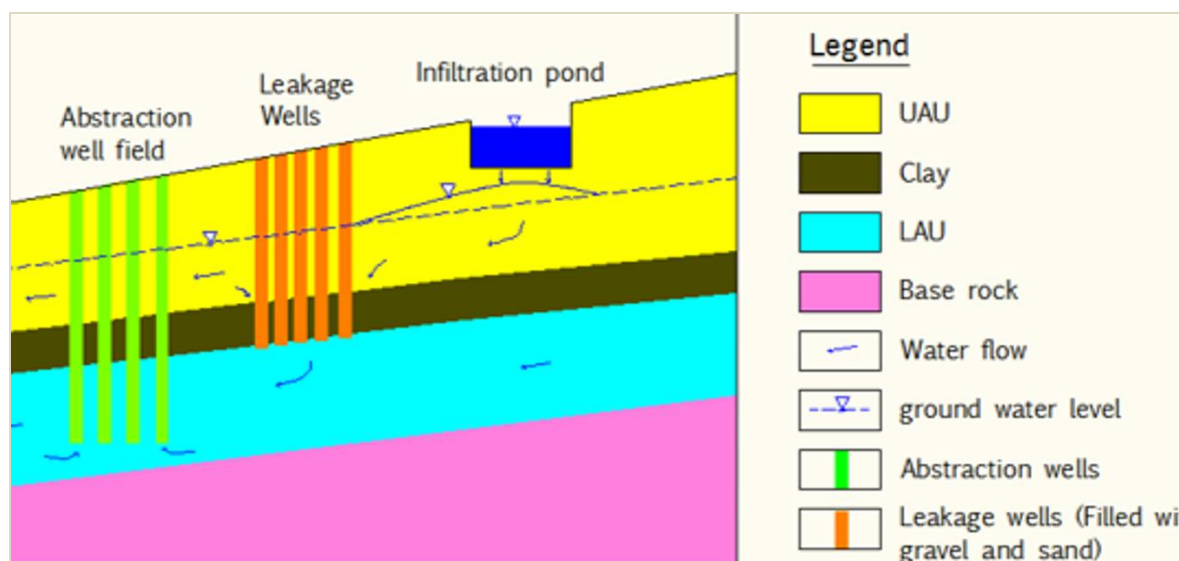 Abstraction
well field
Leakage
Wells
Infiltration pond
Legend
UAU
Clay
LAU
Base rock
Water flow
ground water level
Abstraction wells
Leakage wells (Filled wi
gravel and sand)